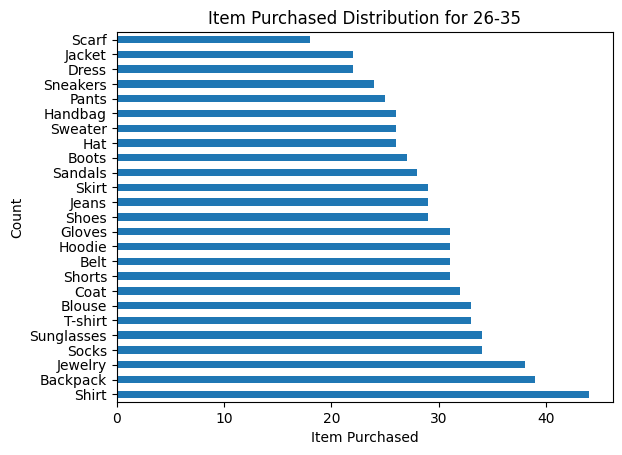 Item Purchased Distribution for 26-35
Scarf
Jacket
Dress
Sneakers
Pants
Handbag
Sweater
Hat
Boots
Sandals
Skirt
Jeans
Shoes
Gloves
Hoodie
Belt
Shorts
Coat
Blouse
T-shirt
Sunglasses
Socks
Jewelry
Backpack
Shirt
Count
0 10 20 30 40
Item Purchased